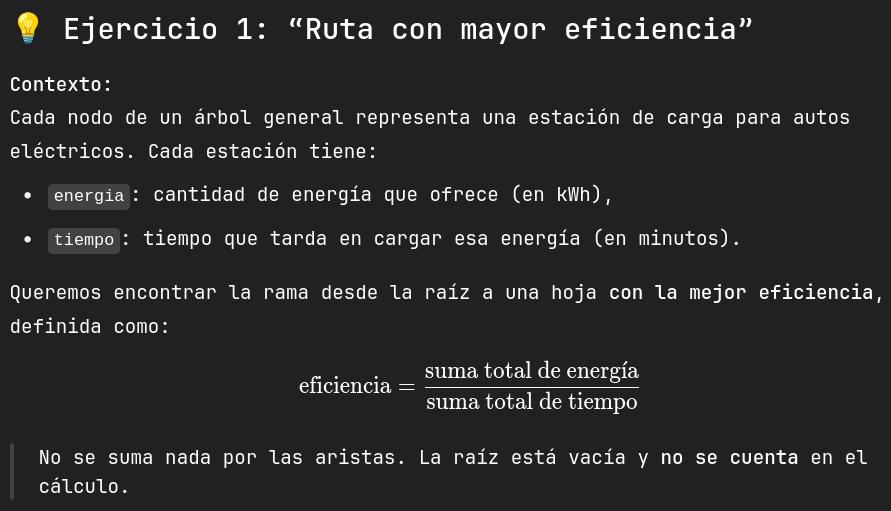 💡 Ejercicio 1: “Ruta con mayor eficiencia”
Contexto:
Cada nodo de un árbol general representa una estación de carga para autos
eléctricos. Cada estación tiene:
• energia: cantidad de energía que ofrece (en kWh),
• tiempo: tiempo que tarda en cargar esa energía (en minutos).
Queremos encontrar la rama desde la raíz a una hoja con la mejor eficiencia,
definida como:
eficiencia = suma total de energía
suma total de tiempo
No se suma nada por las aristas. La raíz está vacía y no se cuenta en el
cálculo.